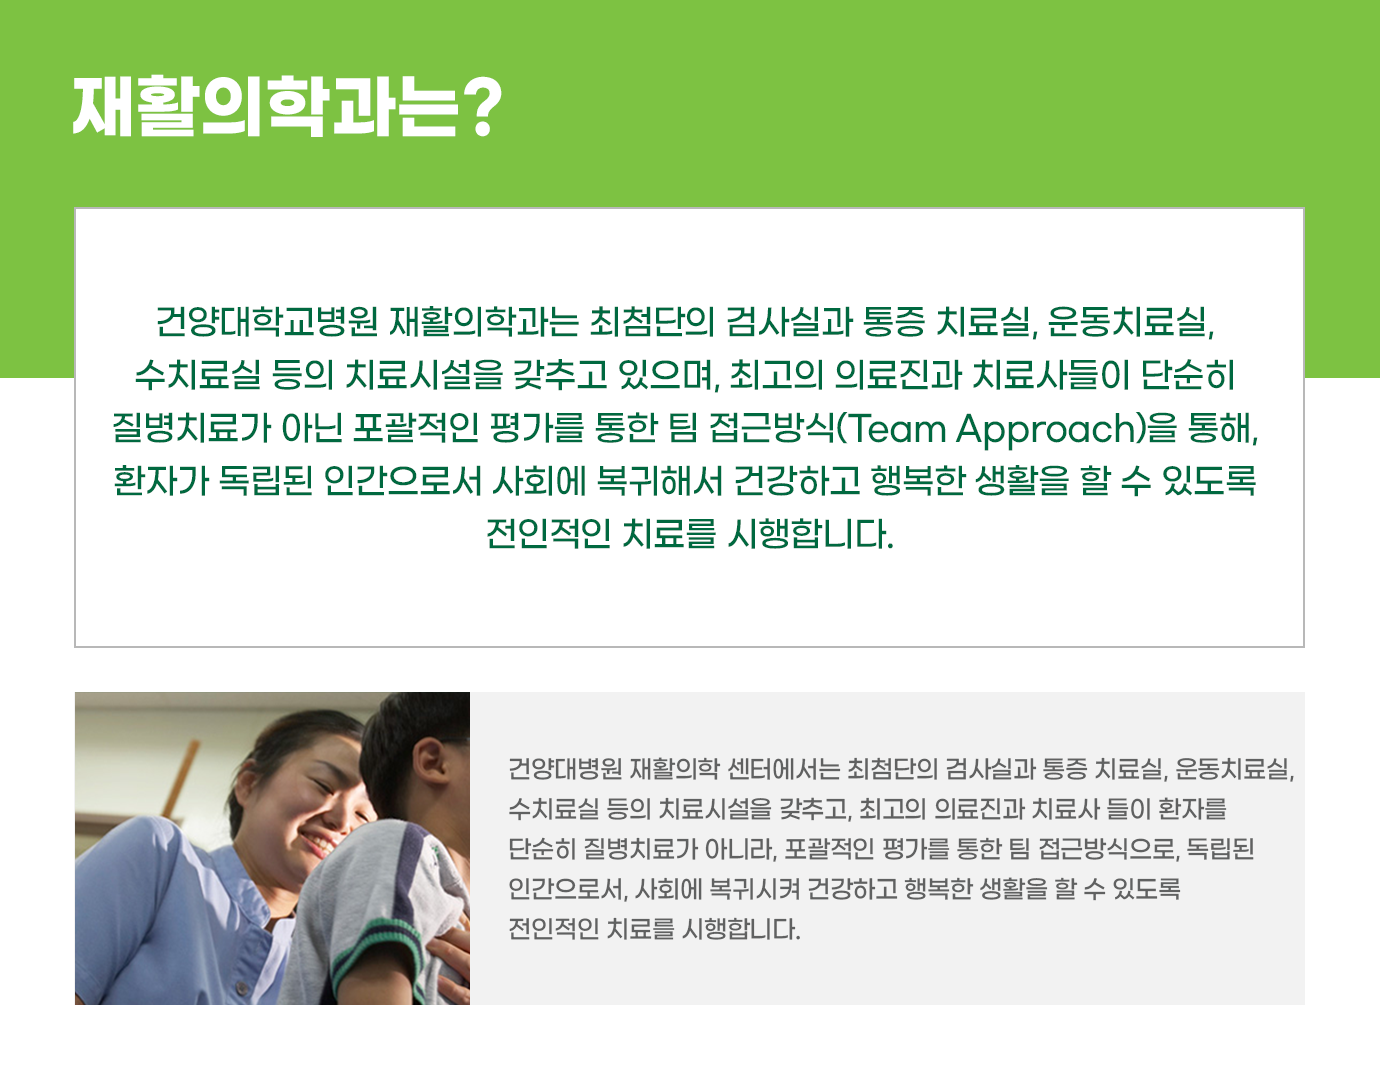 재활의학과는?
건양대학교병원 재활의학과는 최첨단의 검사실과 통증 치료실, 운동치료실,
수치료실 등의 치료시설을 갖추고 있으며, 최고의 의료진과 치료사들이 단순히
질병치료가 아닌 포괄적인 평가를 통한 팀 접근방식(Team Approach)을 통해,
환자가 독립된 인간으로서 사회에 복귀해서 건강하고 행복한 생활을 할 수 있도록
전인적인 치료를 시행합니다.
건양대병원 재활의학 센터에서는 최첨단의 검사실과 통증 치료실, 운동치료실,
수치료실 등의 치료시설을 갖추고, 최고의 의료진과 치료사 들이 환자를
단순히 질병치료가 아니라, 포괄적인 평가를 통한 팀 접근방식으로, 독립된
인간으로서, 사회에 복귀시켜 건강하고 행복한 생활을 할 수 있도록
전인적인 치료를 시행합니다.